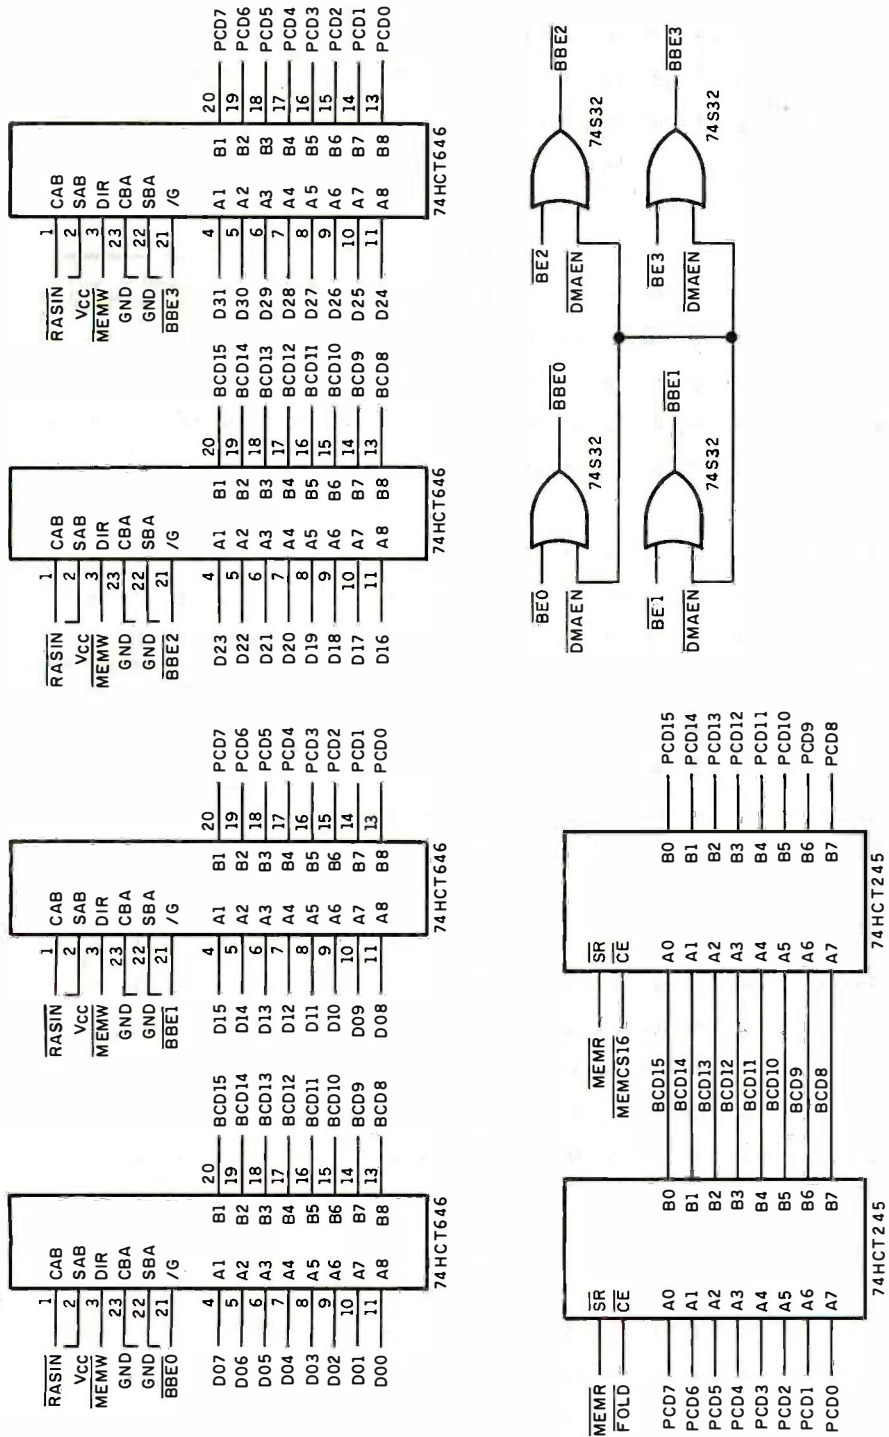 RASIN 1 CAB
Vcc 2 SAB
MEMW 3 DIR
GND 23 CBA
GND 22 SBA
BBE0 21 /G
D07 4 A1 B1 20 BCD15
D06 5 A2 B2 19 BCD14
D05 6 A3 B3 18 BCD13
D04 7 A4 B4 17 BCD12
D03 8 A5 B5 16 BCD11
D02 9 A6 B6 15 BCD10
D01 10 A7 B7 14 BCD9
D00 11 A8 B8 13 BCD8
74HCT646
RASIN 1 CAB
Vcc 2 SAB
MEMW 3 DIR
GND 23 CBA
GND 22 SBA
BBE1 21 /G
D15 4 A1 B1 20 PCD7
D14 5 A2 B2 19 PCD6
D13 6 A3 B3 18 PCD5
D12 7 A4 B4 17 PCD4
D11 8 A5 B5 16 PCD3
D10 9 A6 B6 15 PCD2
D09 10 A7 B7 14 PCD1
D08 11 A8 B8 13 PCD0
74HCT646
RASIN 1 CAB
Vcc 2 SAB
MEMW 3 DIR
GND 23 CBA
GND 22 SBA
BBE2 21 /G
D23 4 A1 B1 20 BCD15
D22 5 A2 B2 19 BCD14
D21 6 A3 B3 18 BCD13
D20 7 A4 B4 17 BCD12
D19 8 A5 B5 16 BCD11
D18 9 A6 B6 15 BCD10
D17 10 A7 B7 14 BCD9
D16 11 A8 B8 13 BCD8
74HCT646
RASIN 1 CAB
Vcc 2 SAB
MEMW 3 DIR
GND 23 CBA
GND 22 SBA
BBE3 21 /G
D31 4 A1 B1 20 PCD7
D30 5 A2 B2 19 PCD6
D29 6 A3 B3 18 PCD5
D28 7 A4 B4 17 PCD4
D27 8 A5 B5 16 PCD3
D26 9 A6 B6 15 PCD2
D25 10 A7 B7 14 PCD1
D24 11 A8 B8 13 PCD0
74HCT646
MEMR SR
FOLD CE
PCD7 A0 B0 BCD15
PCD6 A1 B1 BCD14
PCD5 A2 B2 BCD13
PCD4 A3 B3 BCD12
PCD3 A4 B4 BCD11
PCD2 A5 B5 BCD10
PCD1 A6 B6 BCD9
PCD0 A7 B7 BCD8
74HCT245
MEMR SR
MEMCS16 CE
A0 B0 PCD15
A1 B1 PCD14
A2 B2 PCD13
A3 B3 PCD12
A4 B4 PCD11
A5 B5 PCD10
A6 B6 PCD9
A7 B7 PCD8
74HCT245
BE0 BBE0
DMAEN 74S32
BE1 BBE1
DMAEN 74S32
BE2 BBE2
DMAEN 74S32
BE3 BBE3
DMAEN 74S32